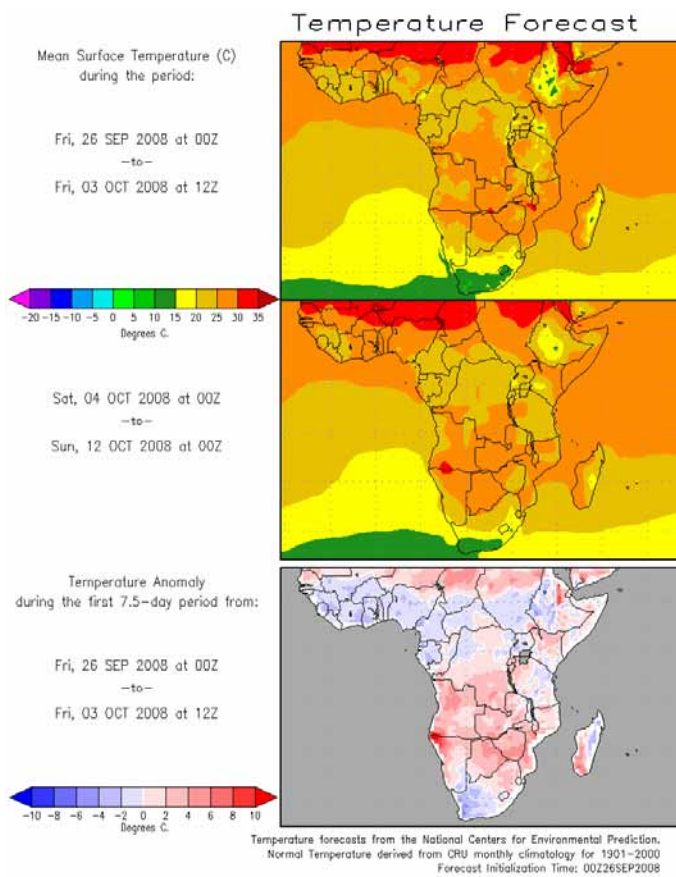 Temperature Forecast
Mean Surface Temperature (C)
during the period:
Fri, 26 SEP 2008 at 00Z
—to—
Fri, 03 OCT 2008 at 12Z
-20 -15 -10 -5 0 5 10 15 20 25 30 35
Degrees C.
Sat, 04 OCT 2008 at 00Z
—to—
Sun, 12 OCT 2008 at 00Z
Temperature Anomaly
during the first 7.5-day period from:
Fri, 26 SEP 2008 at 00Z
—to—
Fri, 03 OCT 2008 at 12Z
-10 -8 -6 -4 -2 0 2 4 6 8 10
Degrees C.
Temperature forecasts from the National Centers for Environmental Prediction.
Normal Temperature derived from CRU monthly climatology for 1901-2000
Forecast Initialization Time: 00Z26SEP2008